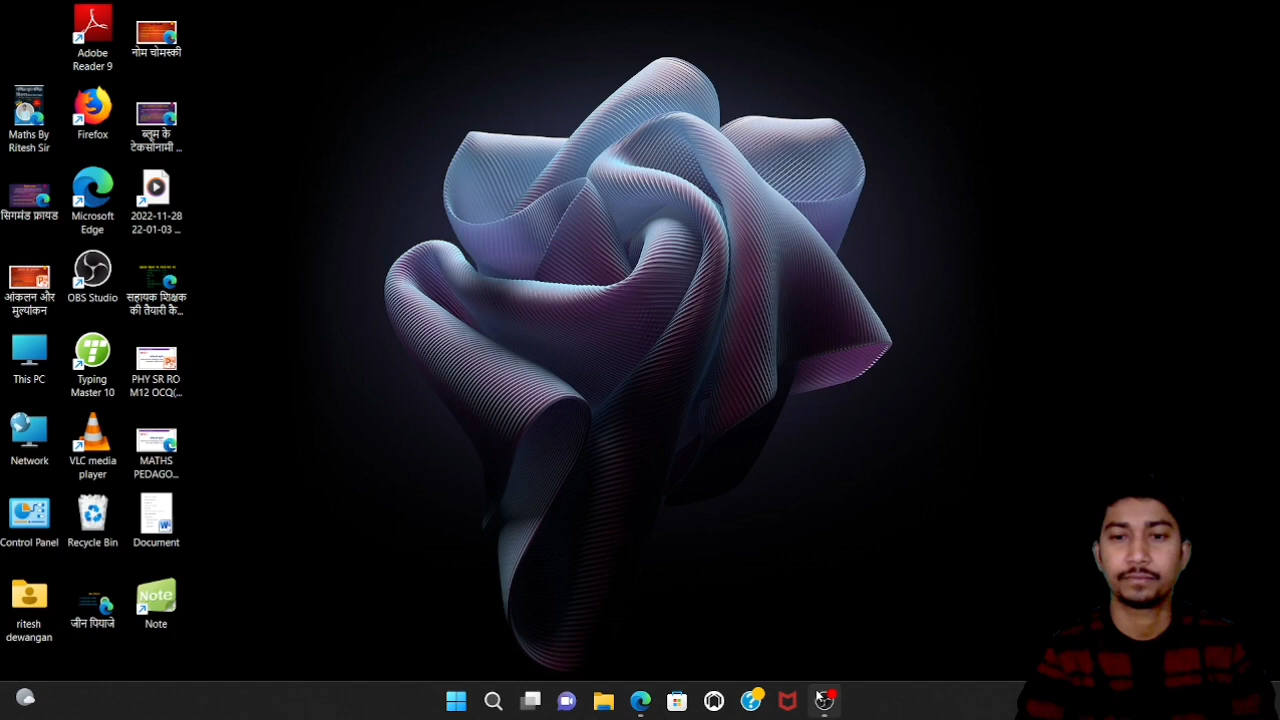 Adobe
Reader 9
नोम चोमस्की
Maths By
Ritesh Sir
Firefox
ब्लूम के
टेक्सोनामी ...
सिगमंड फ्रायड
Microsoft
Edge
2022-11-28
22-01-03 ...
आंकलन और
मुल्यांकन
OBS Studio
सहायक शिक्षक
की तैयारी कै...
This PC
Typing
Master 10
PHY SR RO
M12 OCQ(...
Network
VLC media
player
MATHS
PEDAGO...
Control Panel
Recycle Bin
Document
ritesh
dewangan
जीन पियाजे
Note
Note